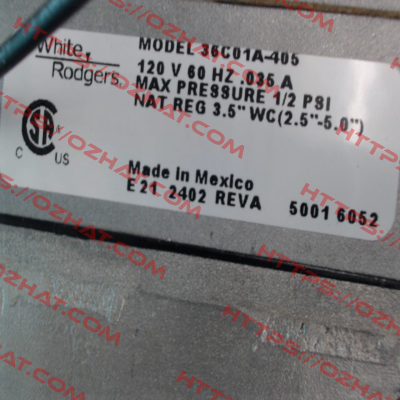 White
Rodgers
MODEL 36C01A-405
120 V 60 HZ .035 A
MAX PRESSURE 1/2 PSI
NAT REG 3.5" WC(2.5"-5.0")
CSA
C US
Made in Mexico
E21 2402 REVA 5001 6052
HTTPS://OZHAT.COM